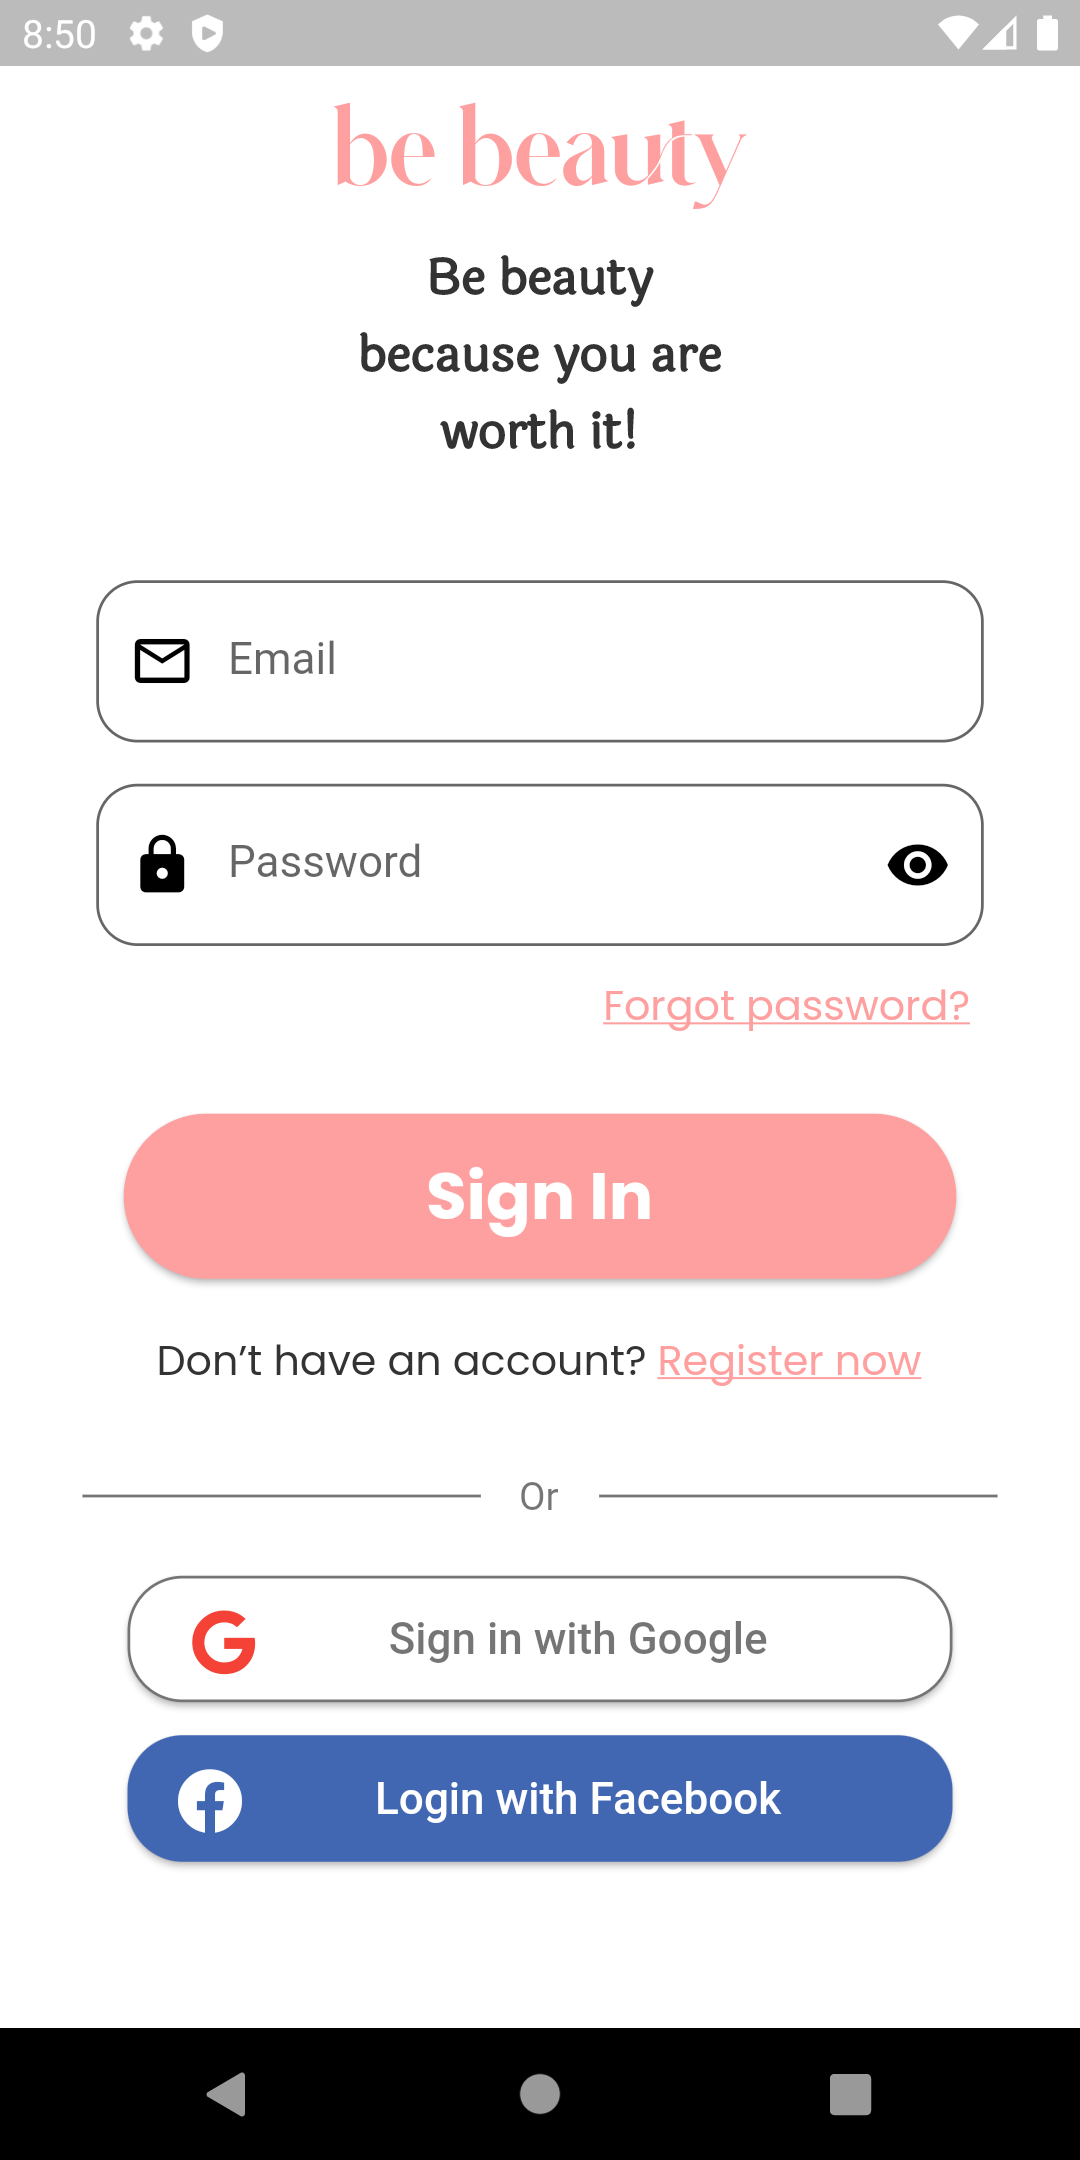 8:50
be beauty
Be beauty
because you are
worth it!
Email
Password
Forgot password?
Sign In
Don’t have an account? Register now
Or
Sign in with Google
Login with Facebook